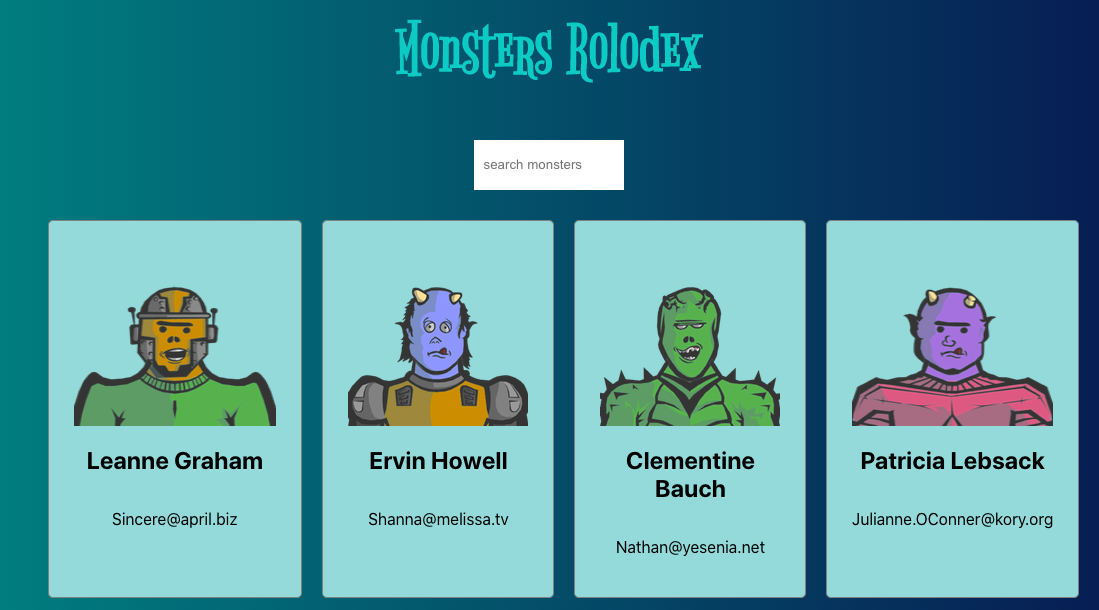 Monsters Rolodex
search monsters
Leanne Graham
Sincere@april.biz
Ervin Howell
Shanna@melissa.tv
Clementine
Bauch
Nathan@yesenia.net
Patricia Lebsack
Julianne.OConner@kory.org